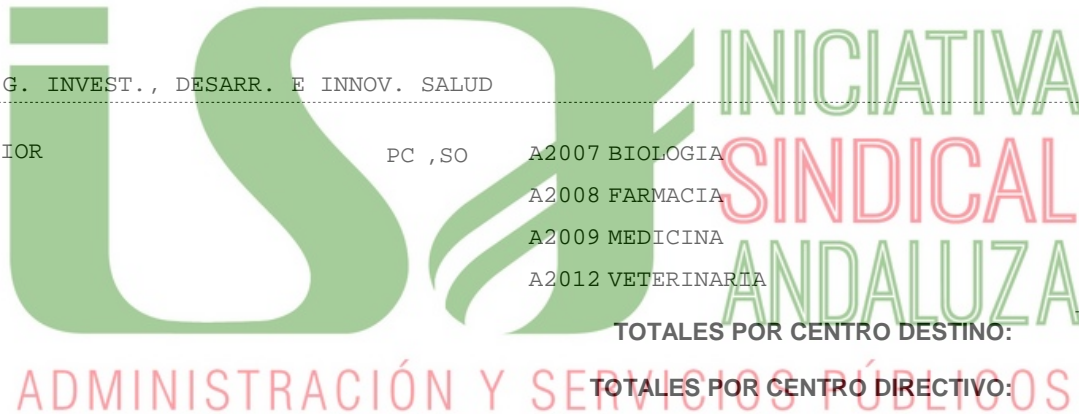 isa
INICIATIVA
SINDICAL
ANDALUZA
G. INVEST., DESARR. E INNOV. SALUD
IOR PC ,SO A2007 BIOLOGIA
A2008 FARMACIA
A2009 MEDICINA
A2012 VETERINARIA
TOTALES POR CENTRO DESTINO:
TOTALES POR CENTRO DIRECTIVO:
ADMINISTRACIÓN Y SERVICIOS PÚBLICOS